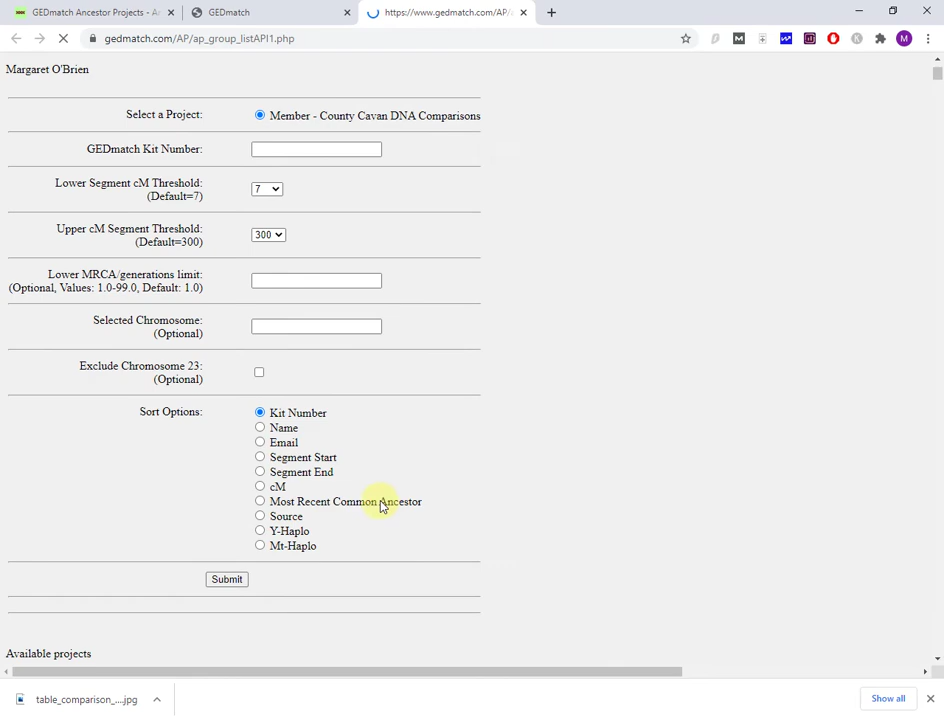 GEDmatch Ancestor Projects - An
GEDmatch
https://www.gedmatch.com/AP/a
gedmatch.com/AP/ap_group_listAPI1.php
Margaret O'Brien
Select a Project:
Member - County Cavan DNA Comparisons
GEDmatch Kit Number:
Lower Segment cM Threshold:
(Default=7)
7
Upper cM Segment Threshold:
(Default=300)
300
Lower MRCA/generations limit:
(Optional, Values: 1.0-99.0, Default: 1.0)
Selected Chromosome:
(Optional)
Exclude Chromosome 23:
(Optional)
Sort Options:
Kit Number
Name
Email
Segment Start
Segment End
cM
Most Recent Common Ancestor
Source
Y-Haplo
Mt-Haplo
Submit
Available projects
table_comparison_....jpg
Show all